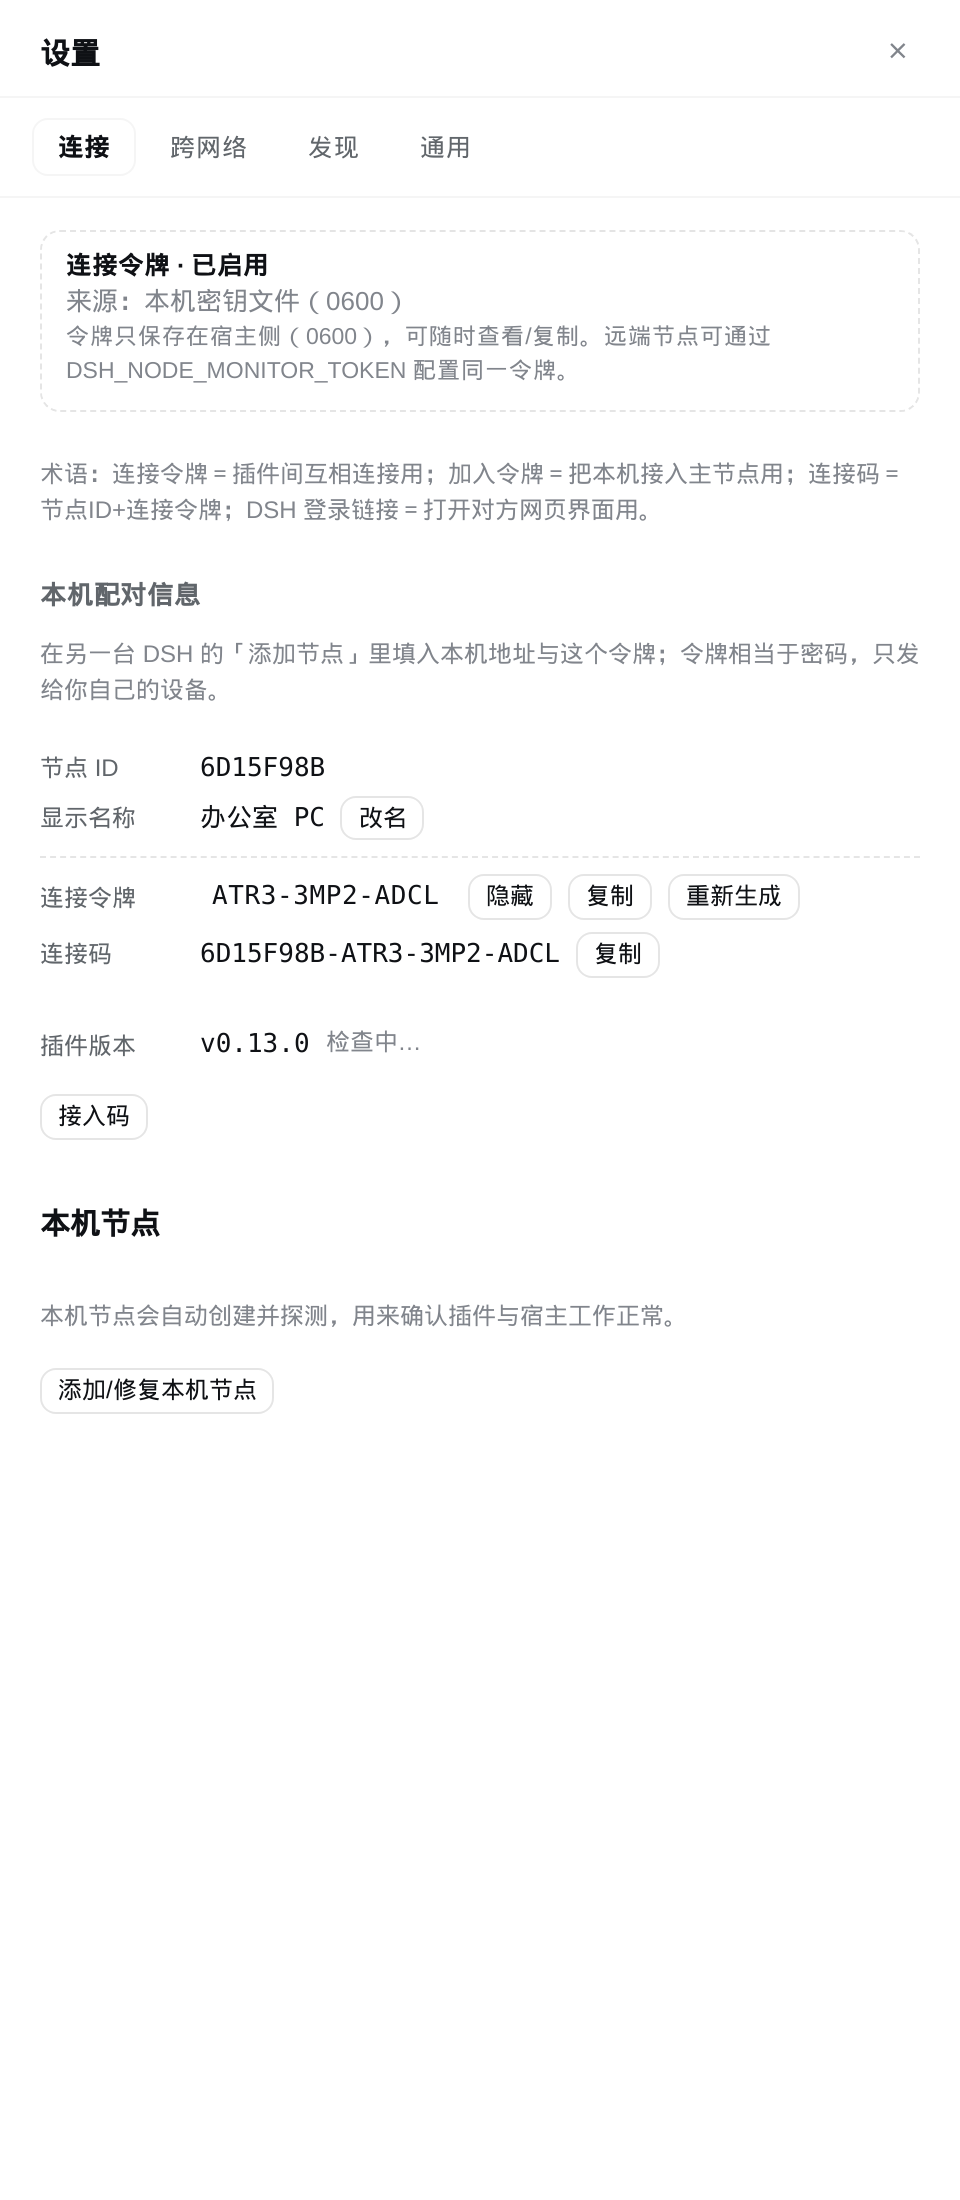 设置
×
连接 跨网络 发现 通用
连接令牌 · 已启用
来源：本机密钥文件（0600）
令牌只保存在宿主侧（0600），可随时查看/复制。远端节点可通过
DSH_NODE_MONITOR_TOKEN 配置同一令牌。
术语：连接令牌 = 插件间互相连接用；加入令牌 = 把本机接入主节点用；连接码 =
节点ID+连接令牌；DSH 登录链接 = 打开对方网页界面用。
本机配对信息
在另一台 DSH 的「添加节点」里填入本机地址与这个令牌；令牌相当于密码，只发
给你自己的设备。
节点 ID 6D15F98B
显示名称 办公室 PC 改名
连接令牌 ATR3-3MP2-ADCL 隐藏 复制 重新生成
连接码 6D15F98B-ATR3-3MP2-ADCL 复制
插件版本 v0.13.0 检查中…
接入码
本机节点
本机节点会自动创建并探测，用来确认插件与宿主工作正常。
添加/修复本机节点